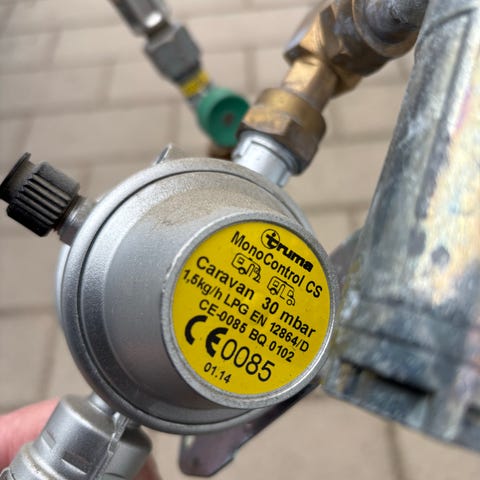 truma
MonoControl CS
Caravan 30 mbar
1,5kg/h LPG EN 12864/D
CE-0085 BQ 0102
CE0085
01.14